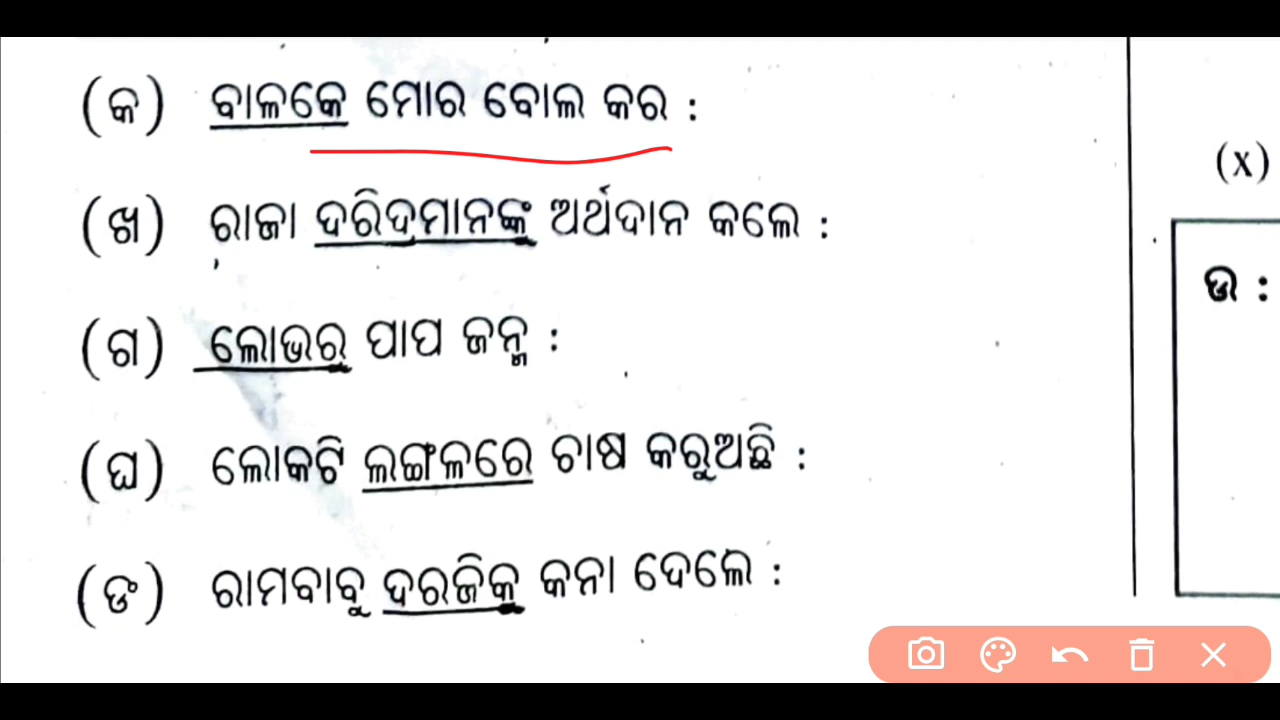 (କ) ବାଳକେ ମୋର ବୋଲ କର :
(x)
(ଖ) ରାଜା ଦରିଦ୍ରମାନଙ୍କୁ ଅର୍ଥଦାନ କଲେ :
ଉ :
(ଗ) ଲୋଭରୁ ପାପ ଜନ୍ମ :
(ଘ) ଲୋକଟି ଲଙ୍ଗଳରେ ଚାଷ କରୁଅଛି :
(ଙ) ରାମବାବୁ ଦରଜିକୁ କନା ଦେଲେ :